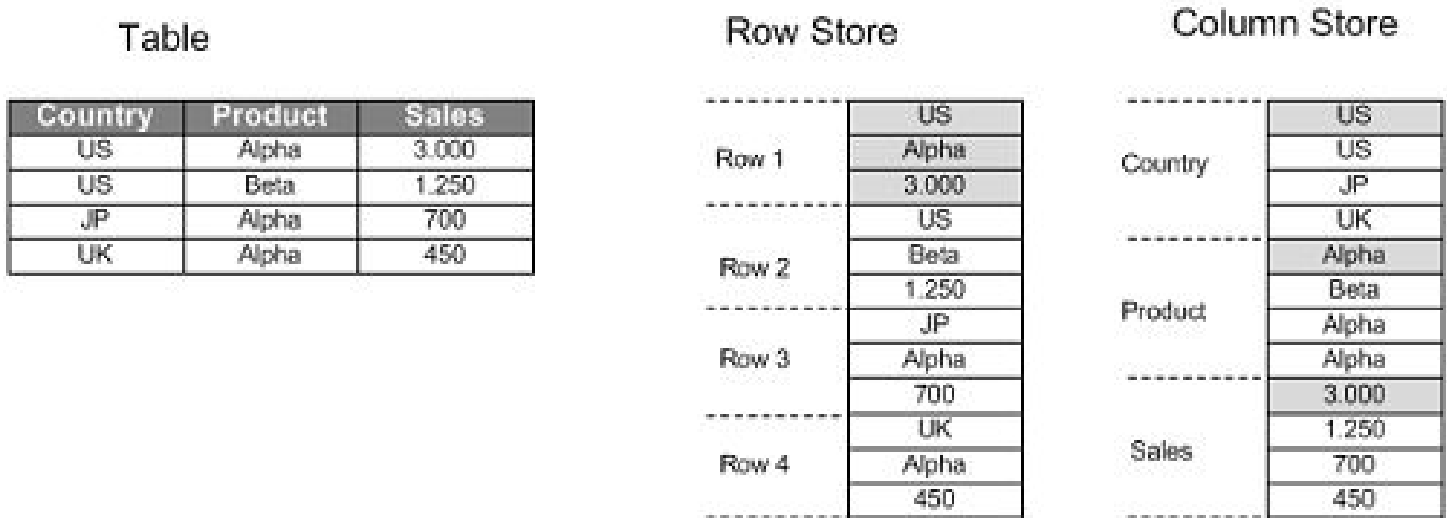 Table
Country Product Sales
US Alpha 3.000
US Beta 1.250
JP Alpha 700
UK Alpha 450
Row Store
Row 1
US
Alpha
3.000
Row 2
US
Beta
1.250
Row 3
JP
Alpha
700
Row 4
UK
Alpha
450
Column Store
Country
US
US
JP
UK
Product
Alpha
Beta
Alpha
Alpha
Sales
3.000
1.250
700
450